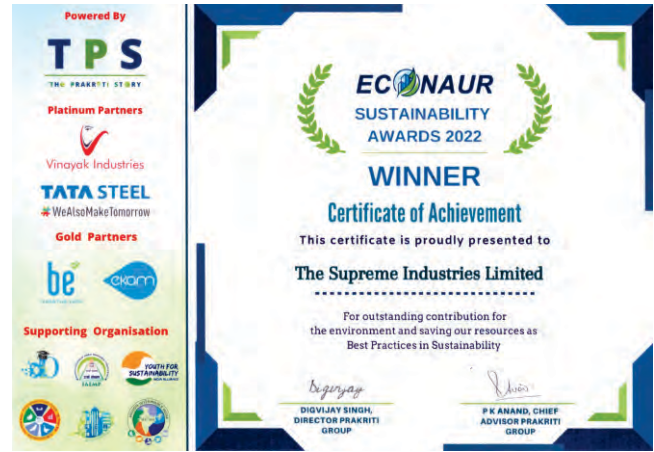 Powered By
TPS
THE PRAKRITI STORY
Platinum Partners
Vinayak Industries
TATA STEEL
#WeAlsoMakeTomorrow
Gold Partners
be
ekam
Supporting Organisation
YOUTH FOR
SUSTAINABILITY
ECONAUR
SUSTAINABILITY
AWARDS 2022
WINNER
Certificate of Achievement
This certificate is proudly presented to
The Supreme Industries Limited
For outstanding contribution for
the environment and saving our resources as
Best Practices in Sustainability
Digvijay
DIGVIJAY SINGH,
DIRECTOR PRAKRITI
GROUP
P K ANAND, CHIEF
ADVISOR PRAKRITI
GROUP